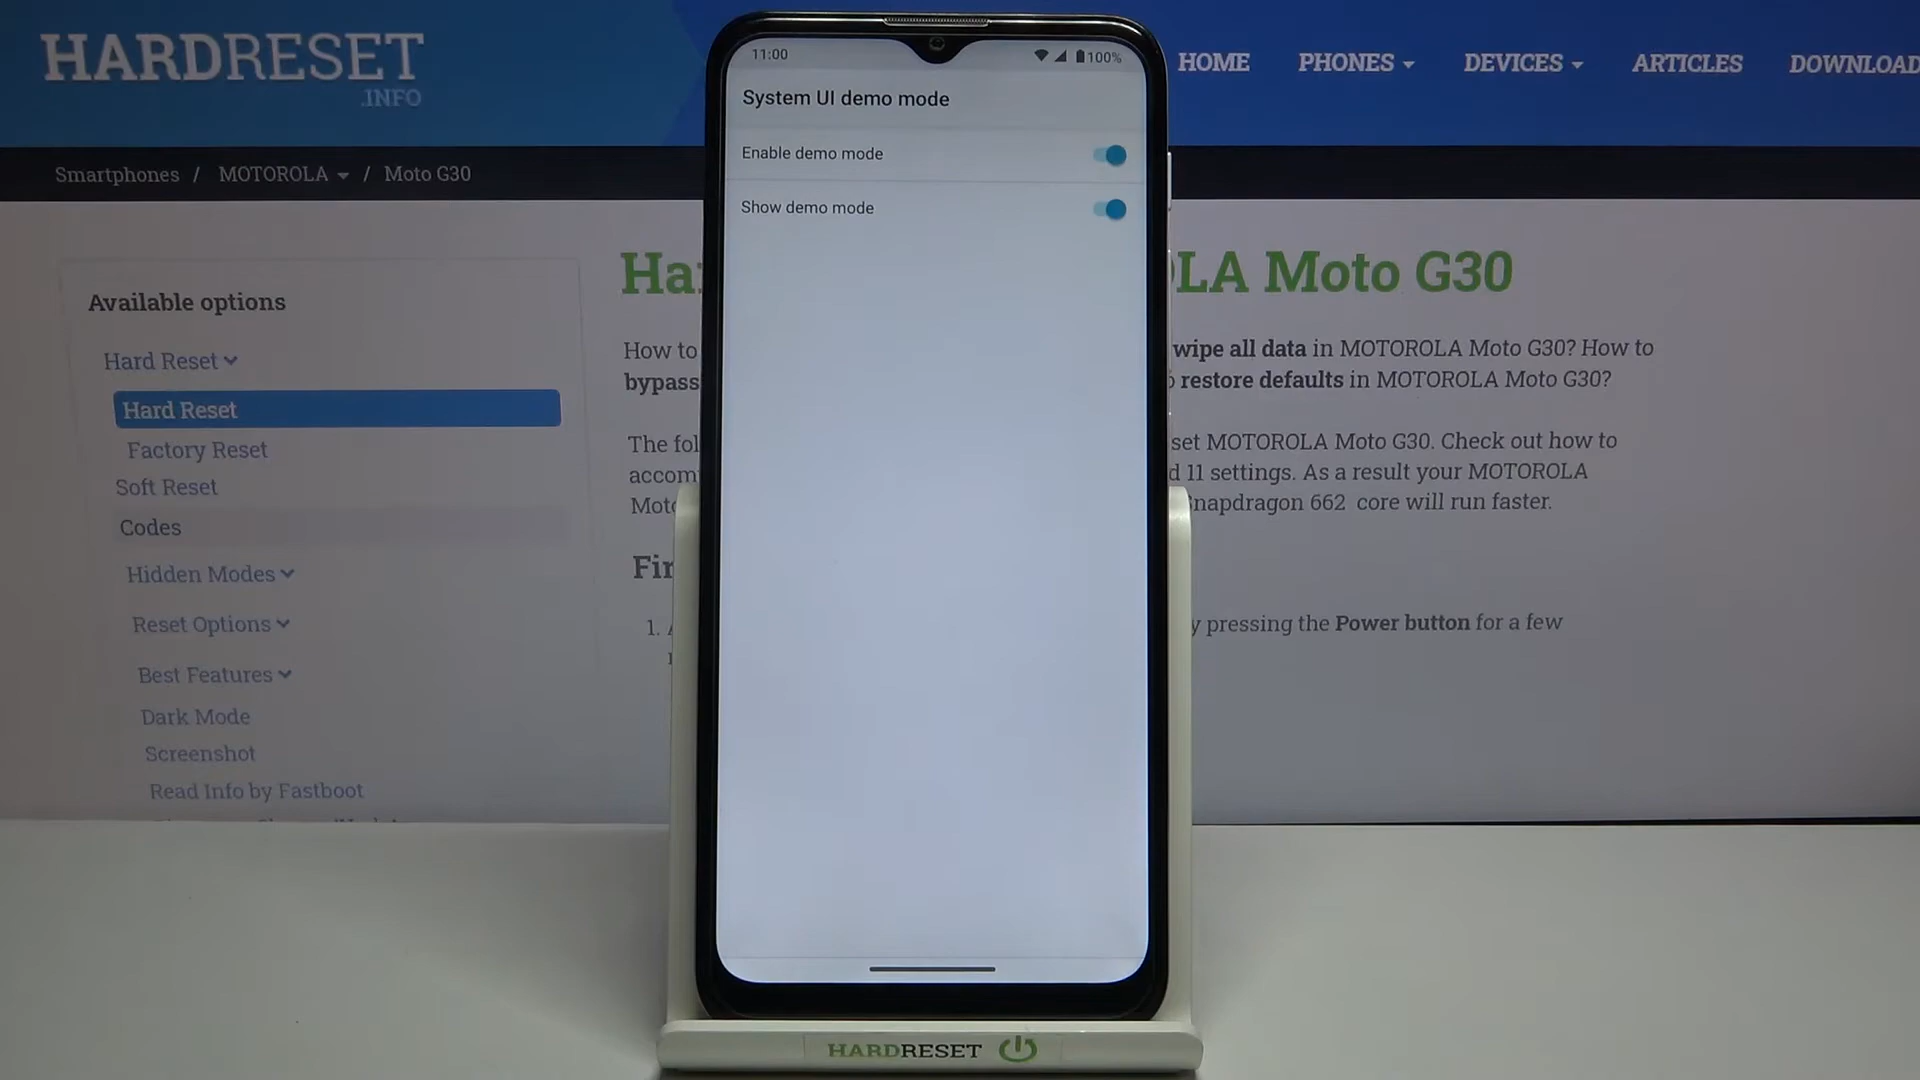 HARDRESET
.INFO
HOME PHONES DEVICES ARTICLES DOWNLOAD
Smartphones / MOTOROLA / Moto G30
11:00 100%
System UI demo mode
Enable demo mode
Show demo mode
Available options
Hard Reset
Hard Reset
Factory Reset
Soft Reset
Codes
Hidden Modes
Reset Options
Best Features
Dark Mode
Screenshot
Read Info by Fastboot
Moto G30
How to wipe all data in MOTOROLA Moto G30? How to
bypass restore defaults in MOTOROLA Moto G30?
The MOTOROLA Moto G30. Check out how to
11 settings. As a result your MOTOROLA
Snapdragon 662 core will run faster.
1. pressing the Power button for a few
HARDRESET